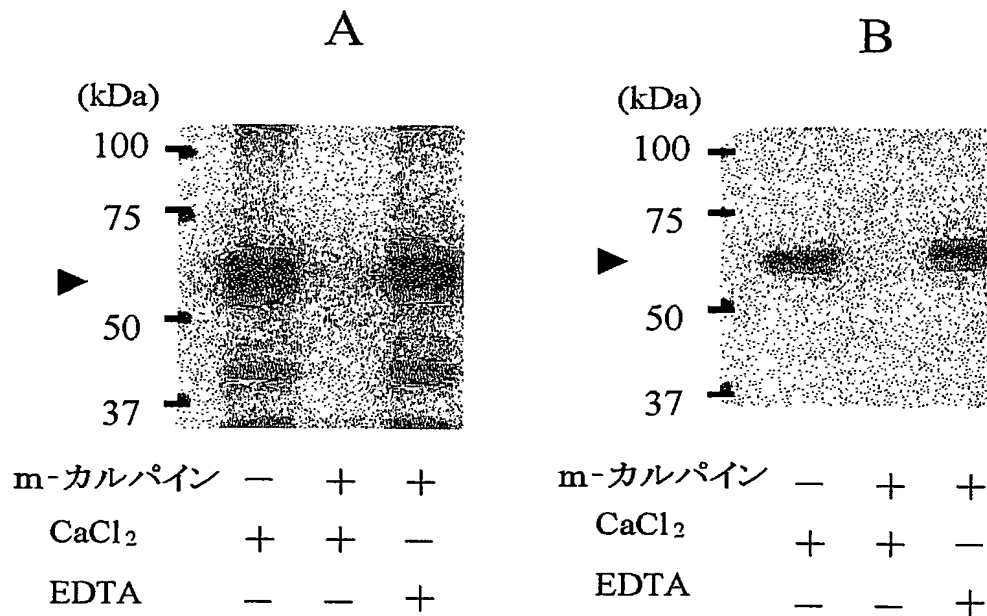 A
(kDa)
100
75
50
37
m-カルパイン − + +
CaCl₂ + + −
EDTA − − +
B
(kDa)
100
75
50
37
m-カルパイン − + +
CaCl₂ + + −
EDTA − − +